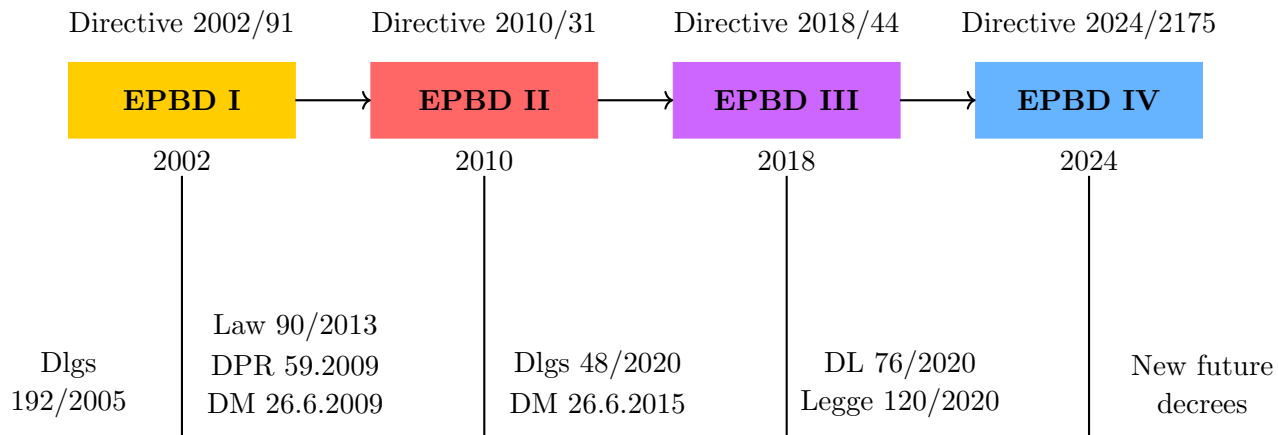 Directive 2002/91
Directive 2010/31
Directive 2018/44
Directive 2024/2175
EPBD I
EPBD II
EPBD III
EPBD IV
2002
2010
2018
2024
Dlgs
192/2005
Law 90/2013
DPR 59.2009
DM 26.6.2009
Dlgs 48/2020
DM 26.6.2015
DL 76/2020
Legge 120/2020
New future
decrees